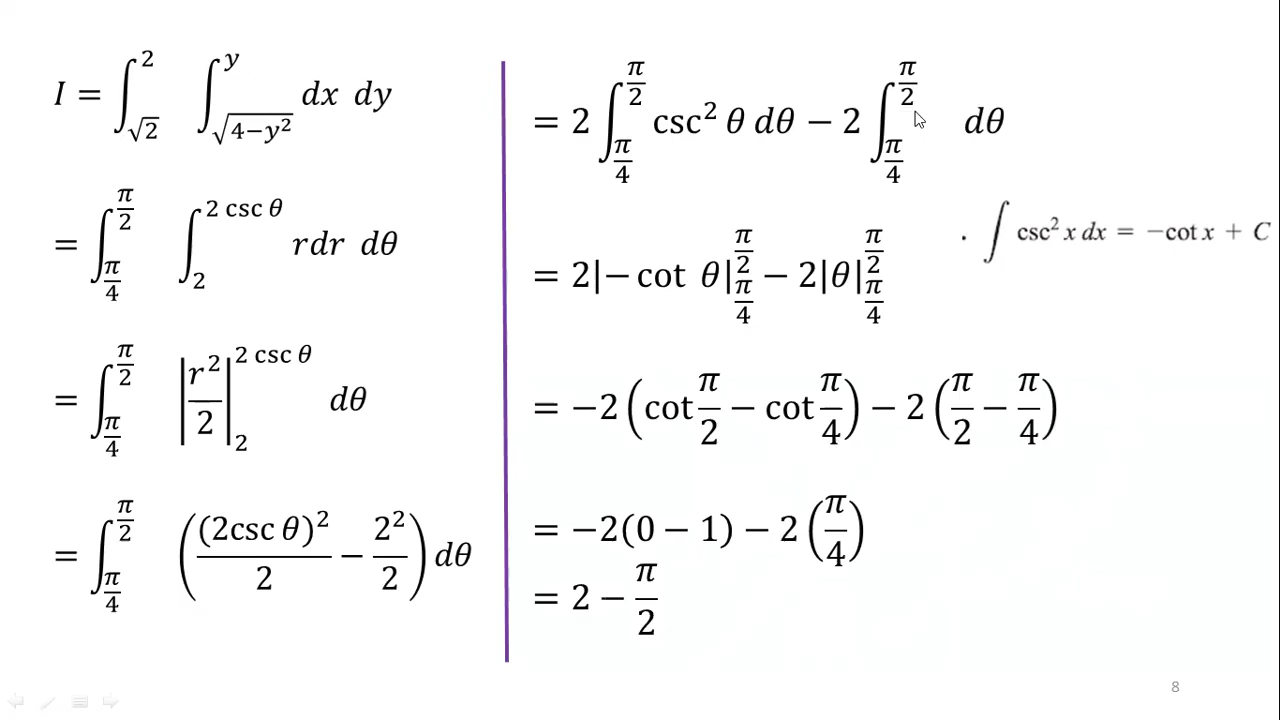 I = ∫_{√2}^{2} ∫_{√(4−y²)}^{y} dx dy
= ∫_{π/4}^{π/2} ∫_{2}^{2 csc θ} rdr dθ
= ∫_{π/4}^{π/2} |r²/2|_{2}^{2 csc θ} dθ
= ∫_{π/4}^{π/2} ((2csc θ)²/2 − 2²/2) dθ
= 2 ∫_{π/4}^{π/2} csc² θ dθ − 2 ∫_{π/4}^{π/2} dθ
. ∫ csc² x dx = −cot x + C
= 2|−cot θ|_{π/4}^{π/2} − 2|θ|_{π/4}^{π/2}
= −2(cot π/2 − cot π/4) − 2(π/2 − π/4)
= −2(0 − 1) − 2(π/4)
= 2 − π/2
8